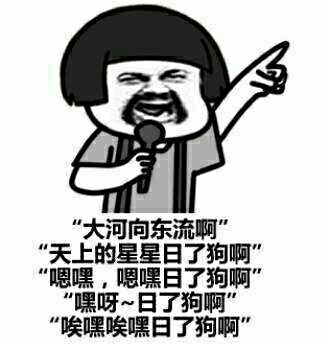 “大河向东流啊”
“天上的星星日了狗啊”
“嗯嘿，嗯嘿日了狗啊”
“嘿呀~日了狗啊”
“唉嘿唉嘿日了狗啊”